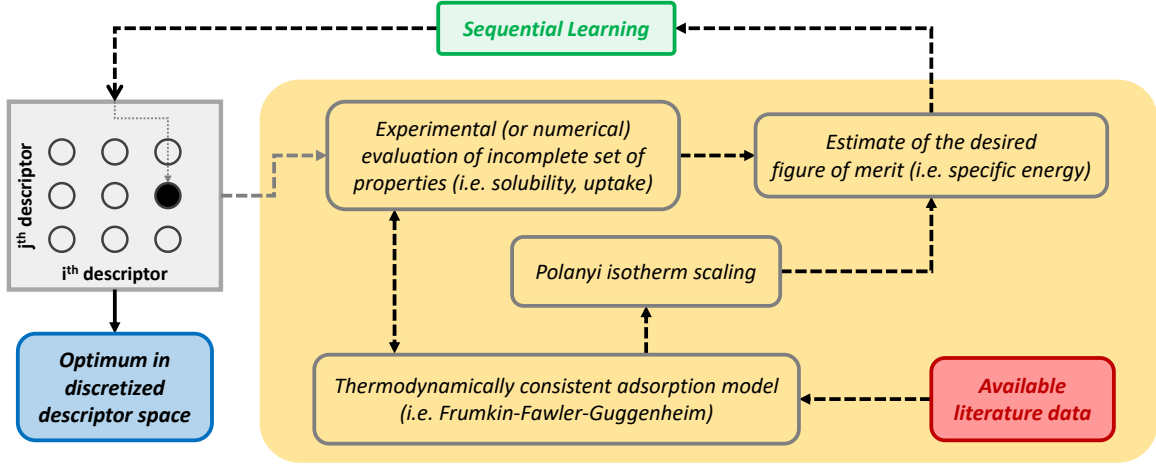 Sequential Learning
Experimental (or numerical)
evaluation of incomplete set of
properties (i.e. solubility, uptake)
Estimate of the desired
figure of merit (i.e. specific energy)
jth descriptor
ith descriptor
Polanyi isotherm scaling
Optimum in
discretized
descriptor space
Thermodynamically consistent adsorption model
(i.e. Frumkin-Fawler-Guggenheim)
Available
literature data